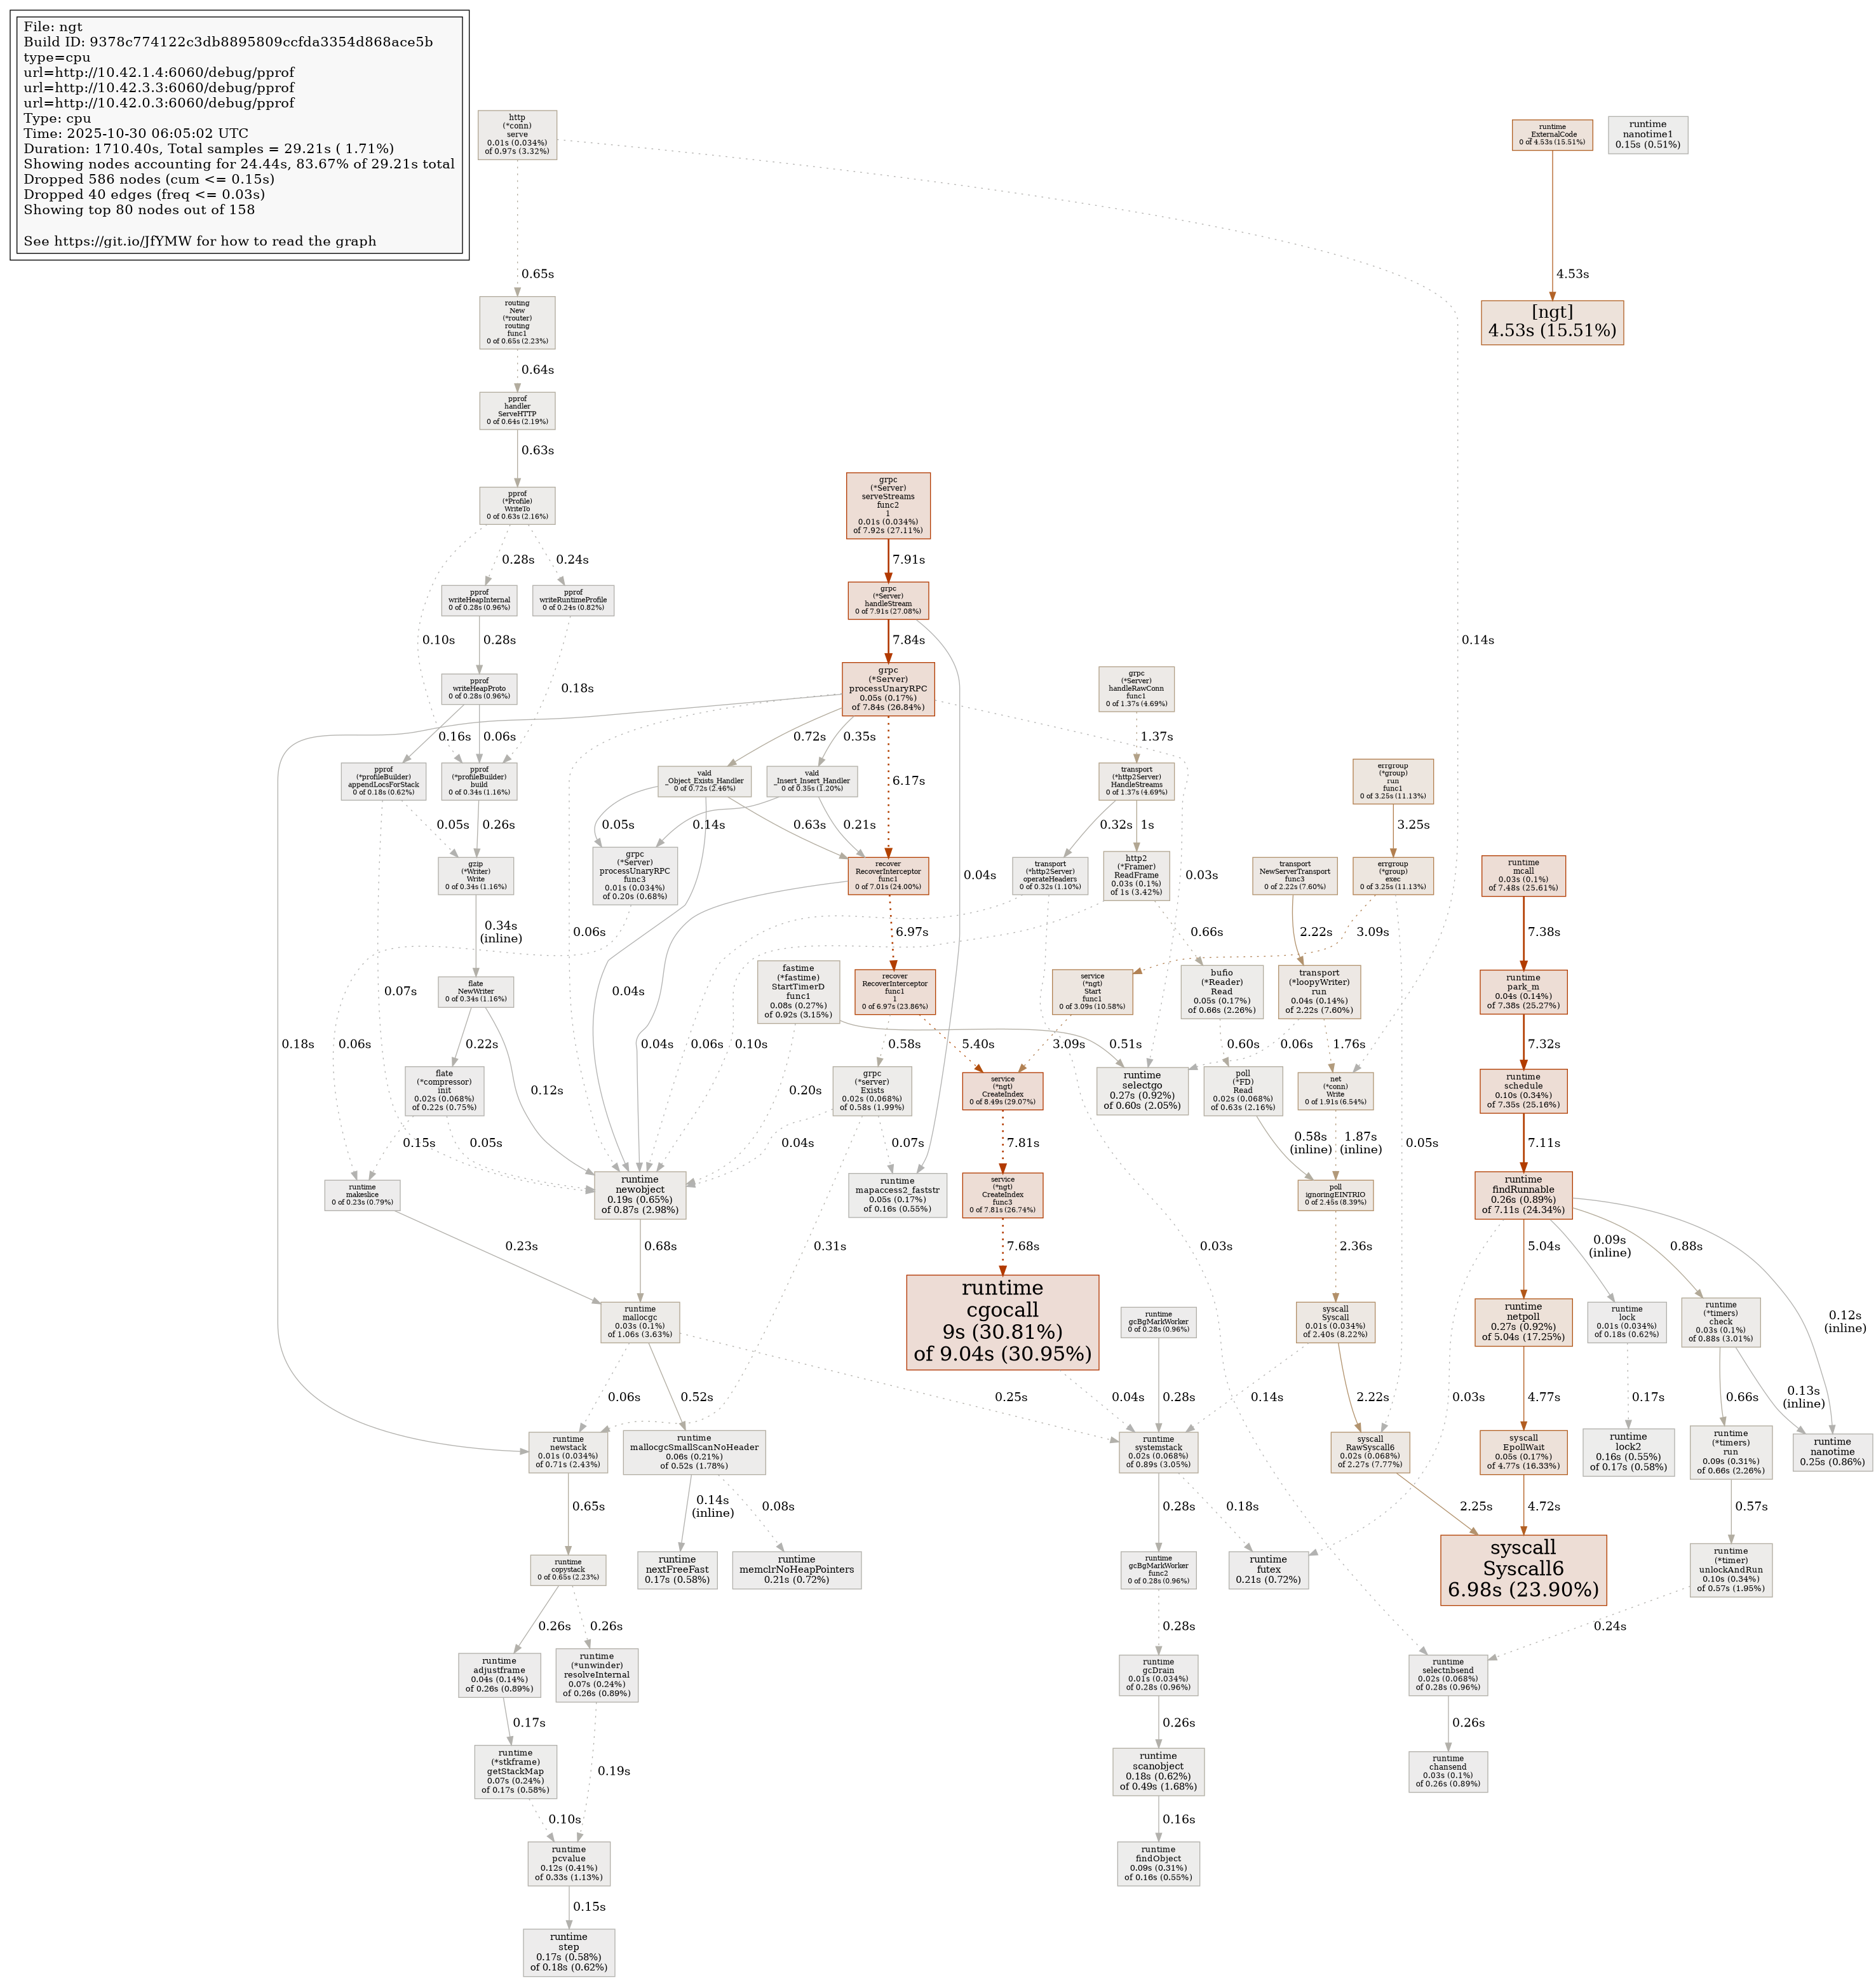 File: ngt
Build ID: 9378c774122c3db8895809ccfda3354d868ace5b
type=cpu
url=http://10.42.1.4:6060/debug/pprof
url=http://10.42.3.3:6060/debug/pprof
url=http://10.42.0.3:6060/debug/pprof
Type: cpu
Time: 2025-10-30 06:05:02 UTC
Duration: 1710.40s, Total samples = 29.21s ( 1.71%)
Showing nodes accounting for 24.44s, 83.67% of 29.21s total
Dropped 586 nodes (cum <= 0.15s)
Dropped 40 edges (freq <= 0.03s)
Showing top 80 nodes out of 158
See https://git.io/JfYMW for how to read the graph
http
(*conn)
serve
0.01s (0.034%)
of 0.97s (3.32%)
runtime
_ExternalCode
0 of 4.53s (15.51%)
runtime
nanotime1
0.15s (0.51%)
0.65s
4.53s
routing
New
(*router)
routing
func1
0 of 0.65s (2.23%)
[ngt]
4.53s (15.51%)
0.64s
pprof
handler
ServeHTTP
0 of 0.64s (2.19%)
0.63s
pprof
(*Profile)
WriteTo
0 of 0.63s (2.16%)
grpc
(*Server)
serveStreams
func2
1
0.01s (0.034%)
of 7.92s (27.11%)
0.28s
0.24s
7.91s
pprof
writeHeapInternal
0 of 0.28s (0.96%)
pprof
writeRuntimeProfile
0 of 0.24s (0.82%)
grpc
(*Server)
handleStream
0 of 7.91s (27.08%)
0.10s
0.28s
7.84s
0.14s
pprof
writeHeapProto
0 of 0.28s (0.96%)
0.18s
grpc
(*Server)
processUnaryRPC
0.05s (0.17%)
of 7.84s (26.84%)
grpc
(*Server)
handleRawConn
func1
0 of 1.37s (4.69%)
0.16s
0.06s
0.72s
0.35s
1.37s
pprof
(*profileBuilder)
appendLocsForStack
0 of 0.18s (0.62%)
pprof
(*profileBuilder)
build
0 of 0.34s (1.16%)
vald
_Object_Exists_Handler
0 of 0.72s (2.46%)
vald
_Insert_Insert_Handler
0 of 0.35s (1.20%)
6.17s
transport
(*http2Server)
HandleStreams
0 of 1.37s (4.69%)
errgroup
(*group)
run
func1
0 of 3.25s (11.13%)
0.05s
0.26s
0.05s
0.14s
0.63s
0.21s
0.32s
1s
3.25s
gzip
(*Writer)
Write
0 of 0.34s (1.16%)
grpc
(*Server)
processUnaryRPC
func3
0.01s (0.034%)
of 0.20s (0.68%)
recover
RecoverInterceptor
func1
0 of 7.01s (24.00%)
0.04s
transport
(*http2Server)
operateHeaders
0 of 0.32s (1.10%)
http2
(*Framer)
ReadFrame
0.03s (0.1%)
of 1s (3.42%)
0.03s
transport
NewServerTransport
func3
0 of 2.22s (7.60%)
errgroup
(*group)
exec
0 of 3.25s (11.13%)
runtime
mcall
0.03s (0.1%)
of 7.48s (25.61%)
0.34s
(inline)
0.06s
6.97s
0.66s
2.22s
3.09s
7.38s
flate
NewWriter
0 of 0.34s (1.16%)
0.07s
0.04s
fastime
(*fastime)
StartTimerD
func1
0.08s (0.27%)
of 0.92s (3.15%)
recover
RecoverInterceptor
func1
1
0 of 6.97s (23.86%)
service
(*ngt)
Start
func1
0 of 3.09s (10.58%)
bufio
(*Reader)
Read
0.05s (0.17%)
of 0.66s (2.26%)
transport
(*loopyWriter)
run
0.04s (0.14%)
of 2.22s (7.60%)
runtime
park_m
0.04s (0.14%)
of 7.38s (25.27%)
0.18s
0.06s
0.22s
0.04s
0.06s
0.10s
0.58s
5.40s
3.09s
0.51s
0.60s
0.06s
1.76s
7.32s
flate
(*compressor)
init
0.02s (0.068%)
of 0.22s (0.75%)
0.12s
0.20s
grpc
(*server)
Exists
0.02s (0.068%)
of 0.58s (1.99%)
service
(*ngt)
CreateIndex
0 of 8.49s (29.07%)
runtime
selectgo
0.27s (0.92%)
of 0.60s (2.05%)
poll
(*FD)
Read
0.02s (0.068%)
of 0.63s (2.16%)
net
(*conn)
Write
0 of 1.91s (6.54%)
runtime
schedule
0.10s (0.34%)
of 7.35s (25.16%)
0.15s
0.05s
0.04s
0.07s
7.81s
0.58s
(inline)
1.87s
(inline)
0.05s
7.11s
runtime
makeslice
0 of 0.23s (0.79%)
runtime
newobject
0.19s (0.65%)
of 0.87s (2.98%)
runtime
mapaccess2_faststr
0.05s (0.17%)
of 0.16s (0.55%)
service
(*ngt)
CreateIndex
func3
0 of 7.81s (26.74%)
poll
ignoringEINTRIO
0 of 2.45s (8.39%)
runtime
findRunnable
0.26s (0.89%)
of 7.11s (24.34%)
0.23s
0.68s
0.31s
7.68s
0.03s
2.36s
5.04s
0.09s
(inline)
0.88s
runtime
mallocgc
0.03s (0.1%)
of 1.06s (3.63%)
runtime
cgocall
9s (30.81%)
of 9.04s (30.95%)
runtime
gcBgMarkWorker
0 of 0.28s (0.96%)
syscall
Syscall
0.01s (0.034%)
of 2.40s (8.22%)
runtime
netpoll
0.27s (0.92%)
of 5.04s (17.25%)
runtime
lock
0.01s (0.034%)
of 0.18s (0.62%)
runtime
(*timers)
check
0.03s (0.1%)
of 0.88s (3.01%)
0.12s
(inline)
0.06s
0.52s
0.25s
0.04s
0.28s
0.14s
2.22s
0.03s
4.77s
0.17s
0.66s
0.13s
(inline)
runtime
newstack
0.01s (0.034%)
of 0.71s (2.43%)
runtime
mallocgcSmallScanNoHeader
0.06s (0.21%)
of 0.52s (1.78%)
runtime
systemstack
0.02s (0.068%)
of 0.89s (3.05%)
syscall
RawSyscall6
0.02s (0.068%)
of 2.27s (7.77%)
syscall
EpollWait
0.05s (0.17%)
of 4.77s (16.33%)
runtime
lock2
0.16s (0.55%)
of 0.17s (0.58%)
runtime
(*timers)
run
0.09s (0.31%)
of 0.66s (2.26%)
runtime
nanotime
0.25s (0.86%)
0.65s
0.14s
(inline)
0.08s
0.28s
0.18s
2.25s
4.72s
0.57s
runtime
copystack
0 of 0.65s (2.23%)
runtime
nextFreeFast
0.17s (0.58%)
runtime
memclrNoHeapPointers
0.21s (0.72%)
runtime
gcBgMarkWorker
func2
0 of 0.28s (0.96%)
runtime
futex
0.21s (0.72%)
syscall
Syscall6
6.98s (23.90%)
runtime
(*timer)
unlockAndRun
0.10s (0.34%)
of 0.57s (1.95%)
0.26s
0.26s
0.28s
0.24s
runtime
adjustframe
0.04s (0.14%)
of 0.26s (0.89%)
runtime
(*unwinder)
resolveInternal
0.07s (0.24%)
of 0.26s (0.89%)
runtime
gcDrain
0.01s (0.034%)
of 0.28s (0.96%)
runtime
selectnbsend
0.02s (0.068%)
of 0.28s (0.96%)
0.17s
0.26s
0.26s
runtime
(*stkframe)
getStackMap
0.07s (0.24%)
of 0.17s (0.58%)
0.19s
runtime
scanobject
0.18s (0.62%)
of 0.49s (1.68%)
runtime
chansend
0.03s (0.1%)
of 0.26s (0.89%)
0.10s
0.16s
runtime
pcvalue
0.12s (0.41%)
of 0.33s (1.13%)
runtime
findObject
0.09s (0.31%)
of 0.16s (0.55%)
0.15s
runtime
step
0.17s (0.58%)
of 0.18s (0.62%)